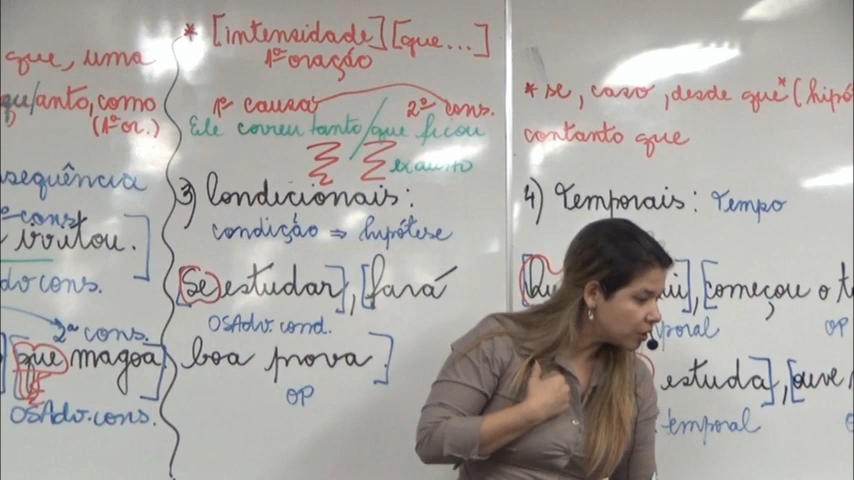 que, uma
qu/anto, como
(1ª or.)
sequência
cons.
irritou.]
adv cons.
2ª cons.
[que magoa]
OSAdv. cons.
* [intensidade] [que...]
1ª oração
1ª causa 2ª cons.
Ele correu tanto/que ficou
exausto
3) Condicionais:
condição ⇒ hipótese
[Se estudar], [fará
OSAdv. cond.
boa prova]
OP
* se, caso, desde que* (hipó
contanto que
4) Temporais: Tempo
], [começou o t
poral OP
estuda], [ouve
temporal